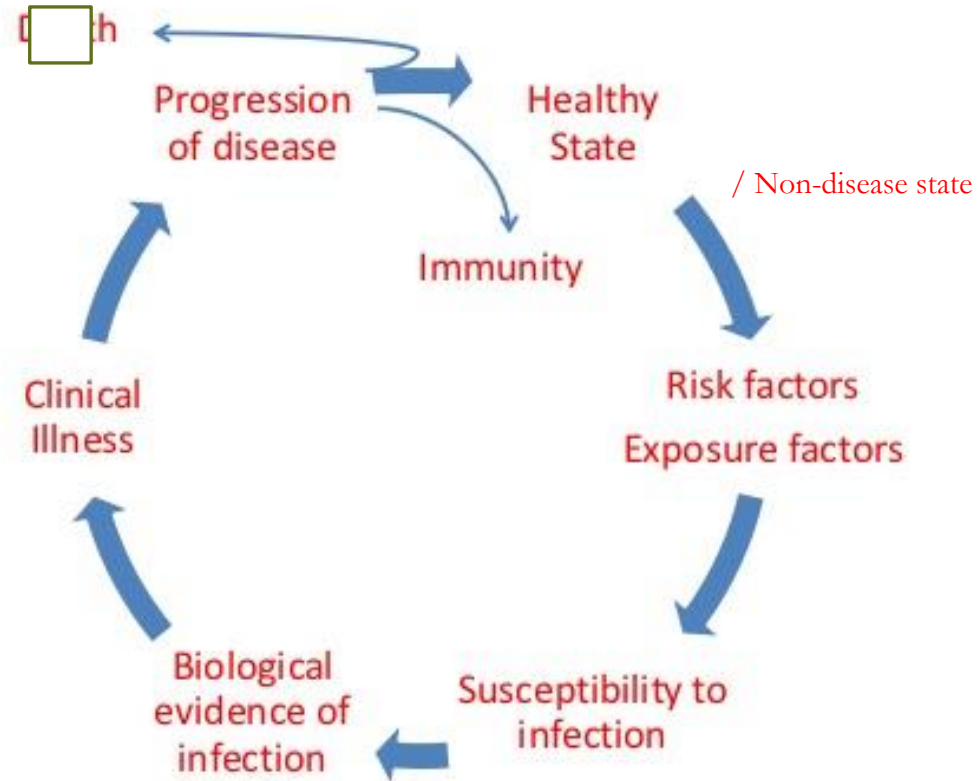 Progression
of disease
Healthy
State
/ Non-disease state
Immunity
Risk factors
Exposure factors
Clinical
Illness
Susceptibility to
infection
Biological
evidence of
infection